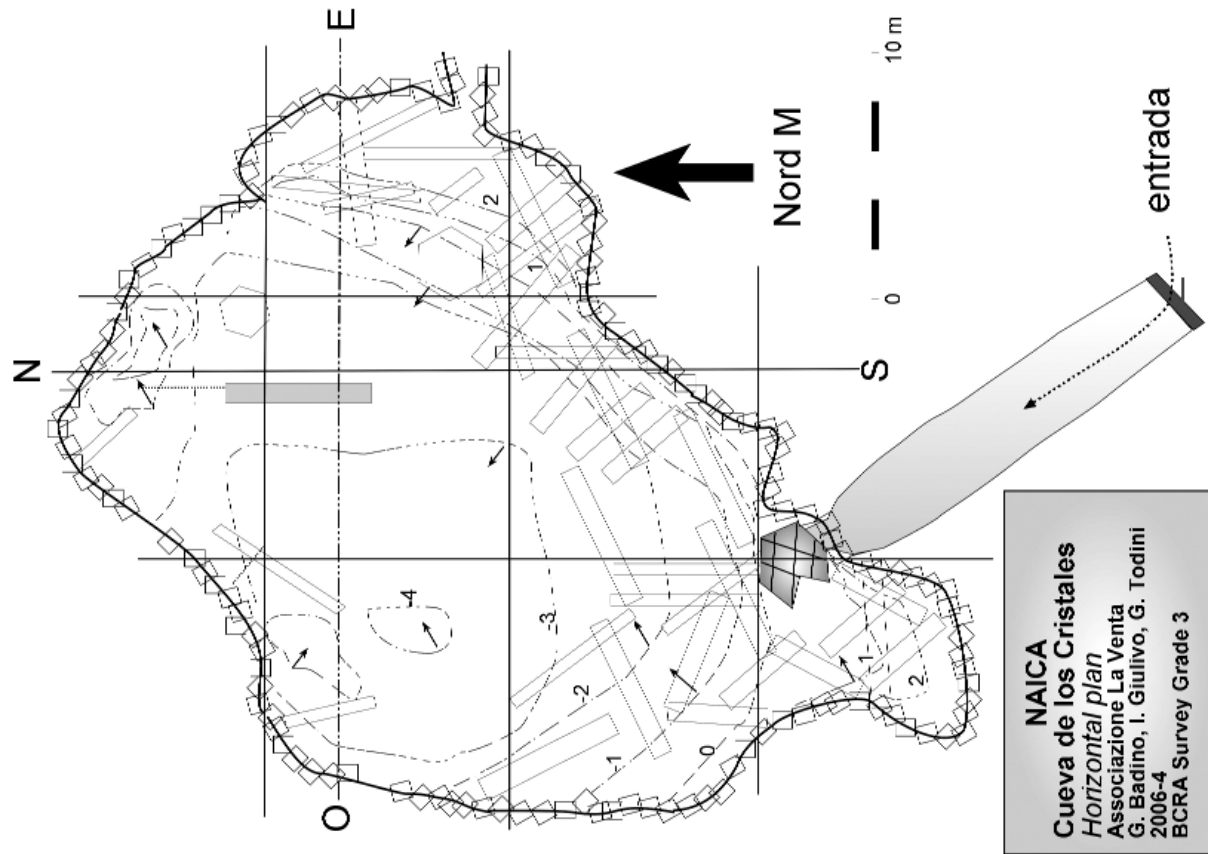 N
E
2
1
-4
-3
-2
-1
0
1
2
O
S
Nord M
0
10 m
entrada
NAICA
Cueva de los Cristales
Horizontal plan
Associazione La Venta
G. Badino, I. Giulivo, G. Todini
2006-4
BCRA Survey Grade 3